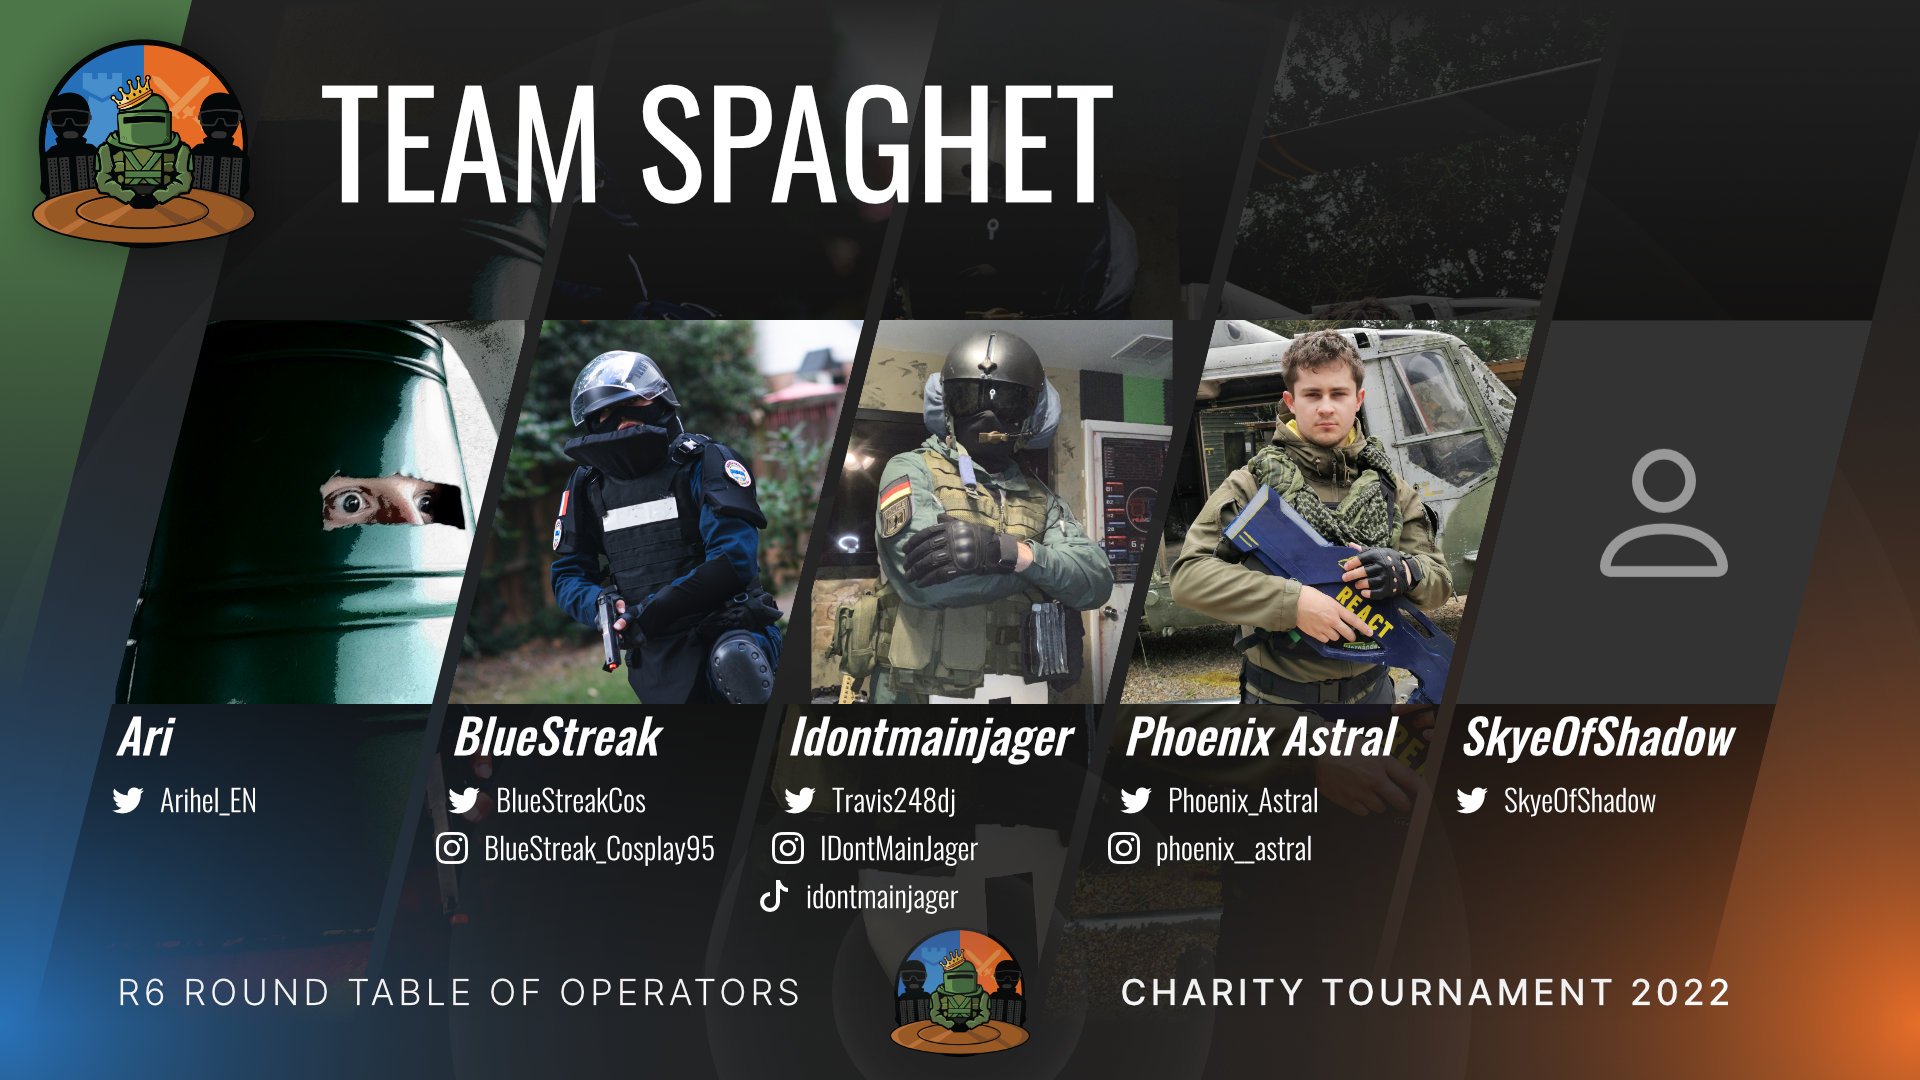 TEAM SPAGHET
REACT
Ari
Arihel_EN
BlueStreak
BlueStreakCos
BlueStreak_Cosplay95
Idontmainjager
Travis248dj
IDontMainJager
idontmainjager
Phoenix Astral
Phoenix_Astral
phoenix__astral
SkyeOfShadow
SkyeOfShadow
R6 ROUND TABLE OF OPERATORS
CHARITY TOURNAMENT 2022